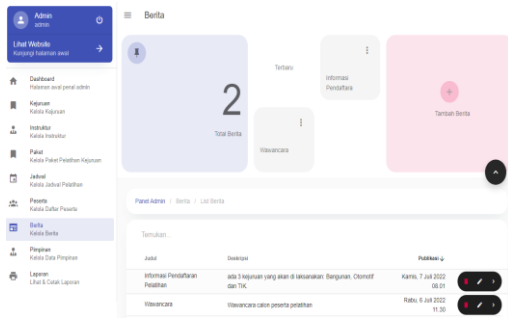 Admin
admin
Lihat Website
Kunjungi halaman awal
Dashboard
Halaman awal panel admin
Kejuruan
Kelola Kejuruan
Instruktur
Kelola Instruktur
Paket
Kelola Paket Pelatihan Kejuruan
Jadwal
Kelola Jadwal Pelatihan
Peserta
Kelola Daftar Peserta
Berita
Kelola Berita
Pimpinan
Kelola Data Pimpinan
Laporan
Lihat & Cetak Laporan
Berita
2
Total Berita
Terbaru
Informasi
Pendaftara
Wawancara
Tambah Berita
Panel Admin / Berita / List Berita
Temukan ...
Judul Deskripsi Publikasi
Informasi Pendaftaran
Pelatihan
ada 3 kejuruan yang akan di laksanakan: Bangunan, Otomotif
dan TIK.
Kamis, 7 Juli 2022
06.01
Wawancara
Wawancara calon peserta pelatihan
Rabu, 6 Juli 2022
11.30